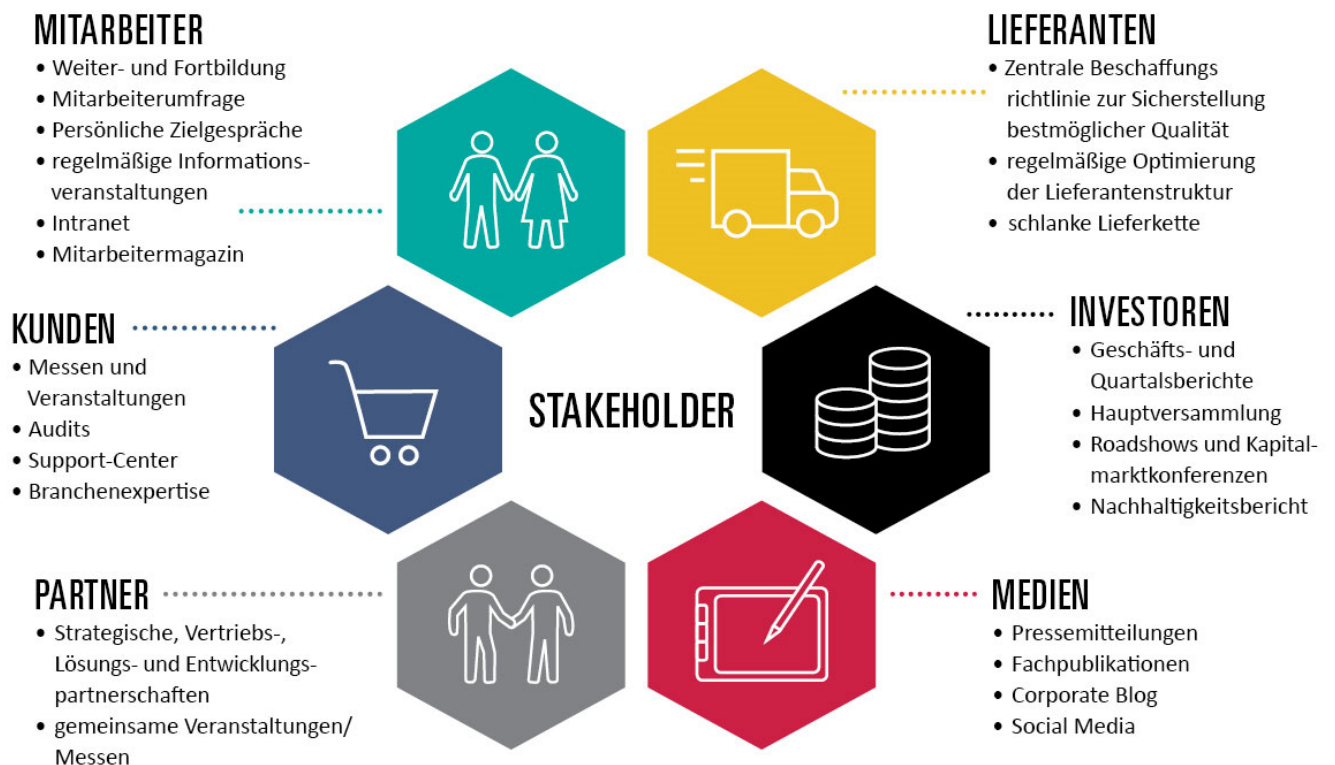 MITARBEITER
• Weiter- und Fortbildung
• Mitarbeiterumfrage
• Persönliche Zielgespräche
• regelmäßige Informations-
veranstaltungen
• Intranet
• Mitarbeitermagazin
LIEFERANTEN
• Zentrale Beschaffungs
richtlinie zur Sicherstellung
bestmöglicher Qualität
• regelmäßige Optimierung
der Lieferantenstruktur
• schlanke Lieferkette
KUNDEN
• Messen und
Veranstaltungen
• Audits
• Support-Center
• Branchenexpertise
STAKEHOLDER
INVESTOREN
• Geschäfts- und
Quartalsberichte
• Hauptversammlung
• Roadshows und Kapital-
marktkonferenzen
• Nachhaltigkeitsbericht
PARTNER
• Strategische, Vertriebs-,
Lösungs- und Entwicklungs-
partnerschaften
• gemeinsame Veranstaltungen/
Messen
MEDIEN
• Pressemitteilungen
• Fachpublikationen
• Corporate Blog
• Social Media